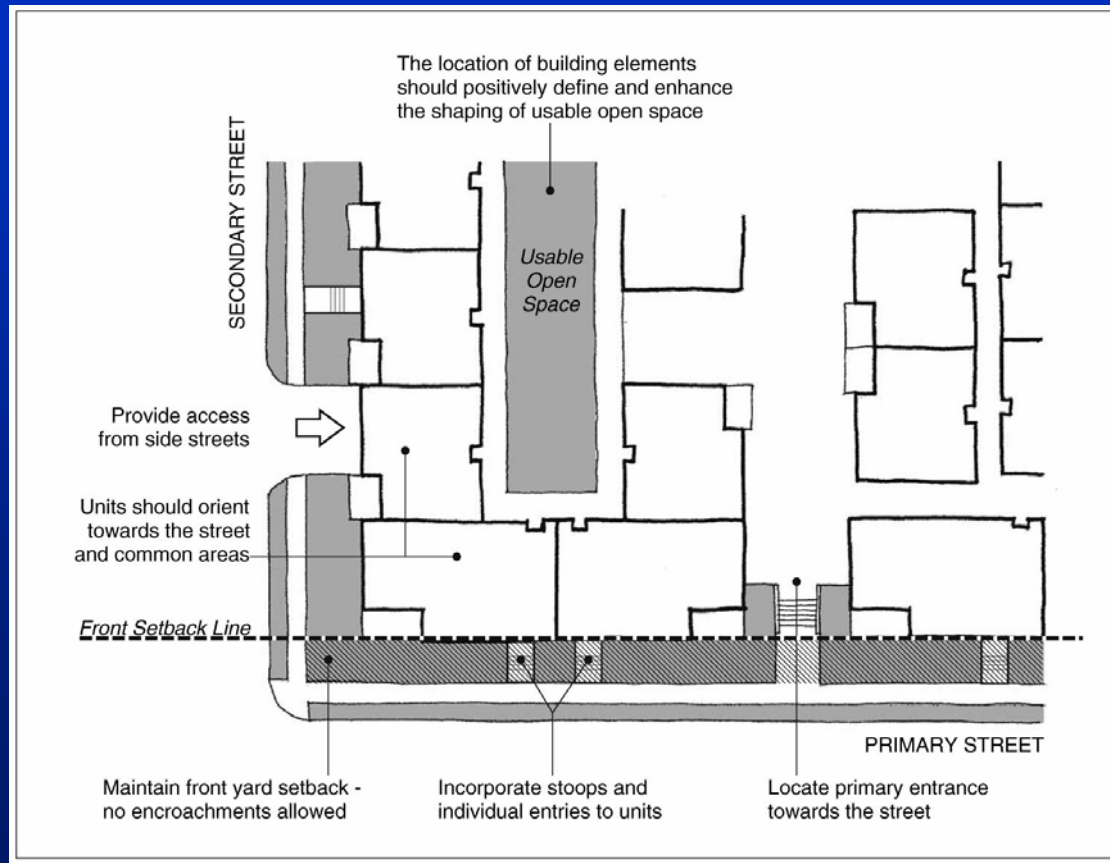 The location of building elements
should positively define and enhance
the shaping of usable open space
SECONDARY STREET
Usable
Open
Space
Provide access
from side streets
Units should orient
towards the street
and common areas
Front Setback Line
PRIMARY STREET
Maintain front yard setback -
no encroachments allowed
Incorporate stoops and
individual entries to units
Locate primary entrance
towards the street